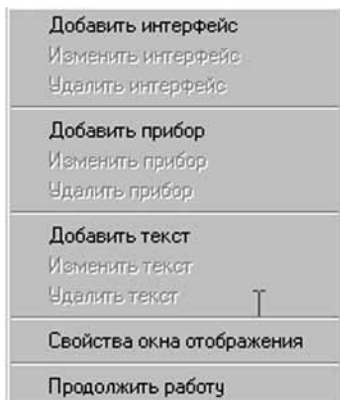 Добавить интерфейс
Изменить интерфейс
Удалить интерфейс
Добавить прибор
Изменить прибор
Удалить прибор
Добавить текст
Изменить текст
Удалить текст
Свойства окна отображения
Продолжить работу